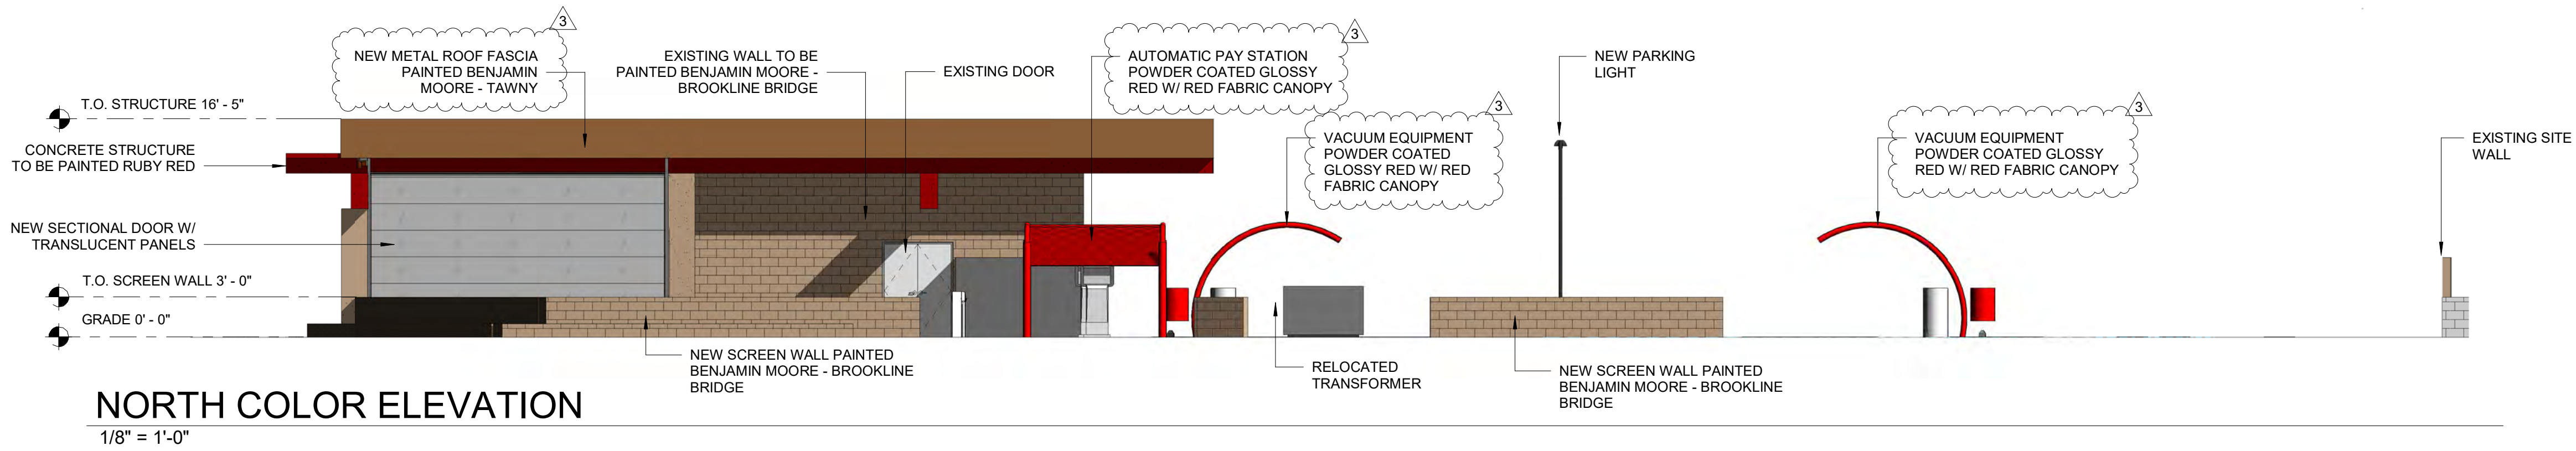 3
NEW METAL ROOF FASCIA
PAINTED BENJAMIN
MOORE - TAWNY
EXISTING WALL TO BE
PAINTED BENJAMIN MOORE -
BROOKLINE BRIDGE
EXISTING DOOR
3
AUTOMATIC PAY STATION
POWDER COATED GLOSSY
RED W/ RED FABRIC CANOPY
NEW PARKING
LIGHT
3
VACUUM EQUIPMENT
POWDER COATED
GLOSSY RED W/ RED
FABRIC CANOPY
3
VACUUM EQUIPMENT
POWDER COATED GLOSSY
RED W/ RED FABRIC CANOPY
EXISTING SITE
WALL
T.O. STRUCTURE 16' - 5"
CONCRETE STRUCTURE
TO BE PAINTED RUBY RED
NEW SECTIONAL DOOR W/
TRANSLUCENT PANELS
T.O. SCREEN WALL 3' - 0"
GRADE 0' - 0"
NEW SCREEN WALL PAINTED
BENJAMIN MOORE - BROOKLINE
BRIDGE
RELOCATED
TRANSFORMER
NEW SCREEN WALL PAINTED
BENJAMIN MOORE - BROOKLINE
BRIDGE
NORTH COLOR ELEVATION
1/8" = 1'-0"